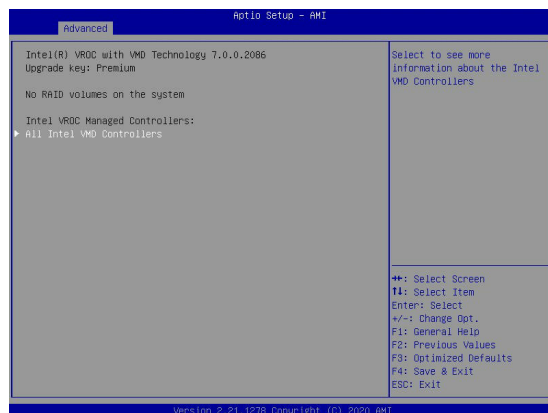 Aptio Setup - AMI
Advanced
Intel(R) VROC with VMD Technology 7.0.0.2086
Upgrade key: Premium
No RAID volumes on the system
Intel VROC Managed Controllers:
▶ All Intel VMD Controllers
Select to see more
information about the Intel
VMD Controllers
→←: Select Screen
↑↓: Select Item
Enter: Select
+/-: Change Opt.
F1: General Help
F2: Previous Values
F3: Optimized Defaults
F4: Save & Exit
ESC: Exit
Version 2.21.1278 Copyright (C) 2020 AMI